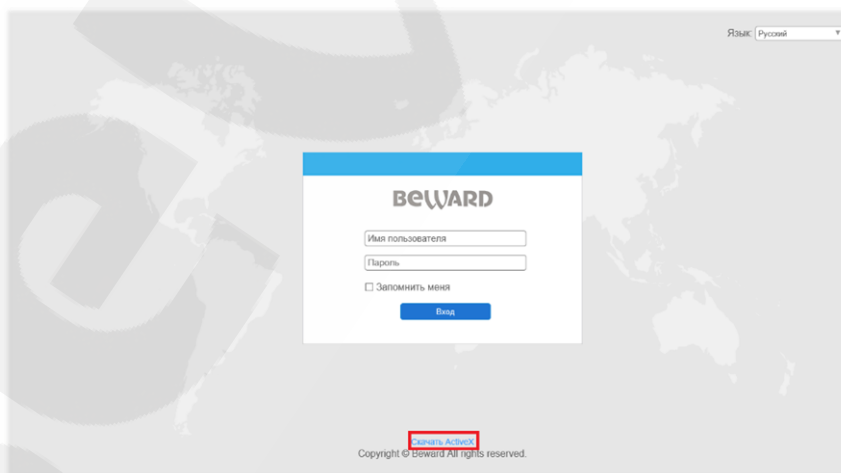 Язык: Русский
BEWARD
Имя пользователя
Пароль
Запомнить меня
Вход
Скачать ActiveX
Copyright © Beward All rights reserved.